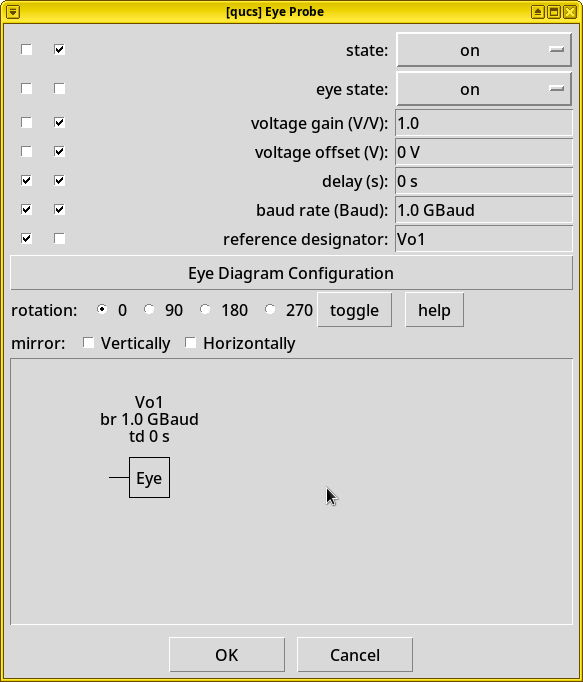 [qucs] Eye Probe
state: on
eye state: on
voltage gain (V/V): 1.0
voltage offset (V): 0 V
delay (s): 0 s
baud rate (Baud): 1.0 GBaud
reference designator: Vo1
Eye Diagram Configuration
rotation: 0 90 180 270 toggle help
mirror: Vertically Horizontally
Vo1
br 1.0 GBaud
td 0 s
Eye
OK Cancel